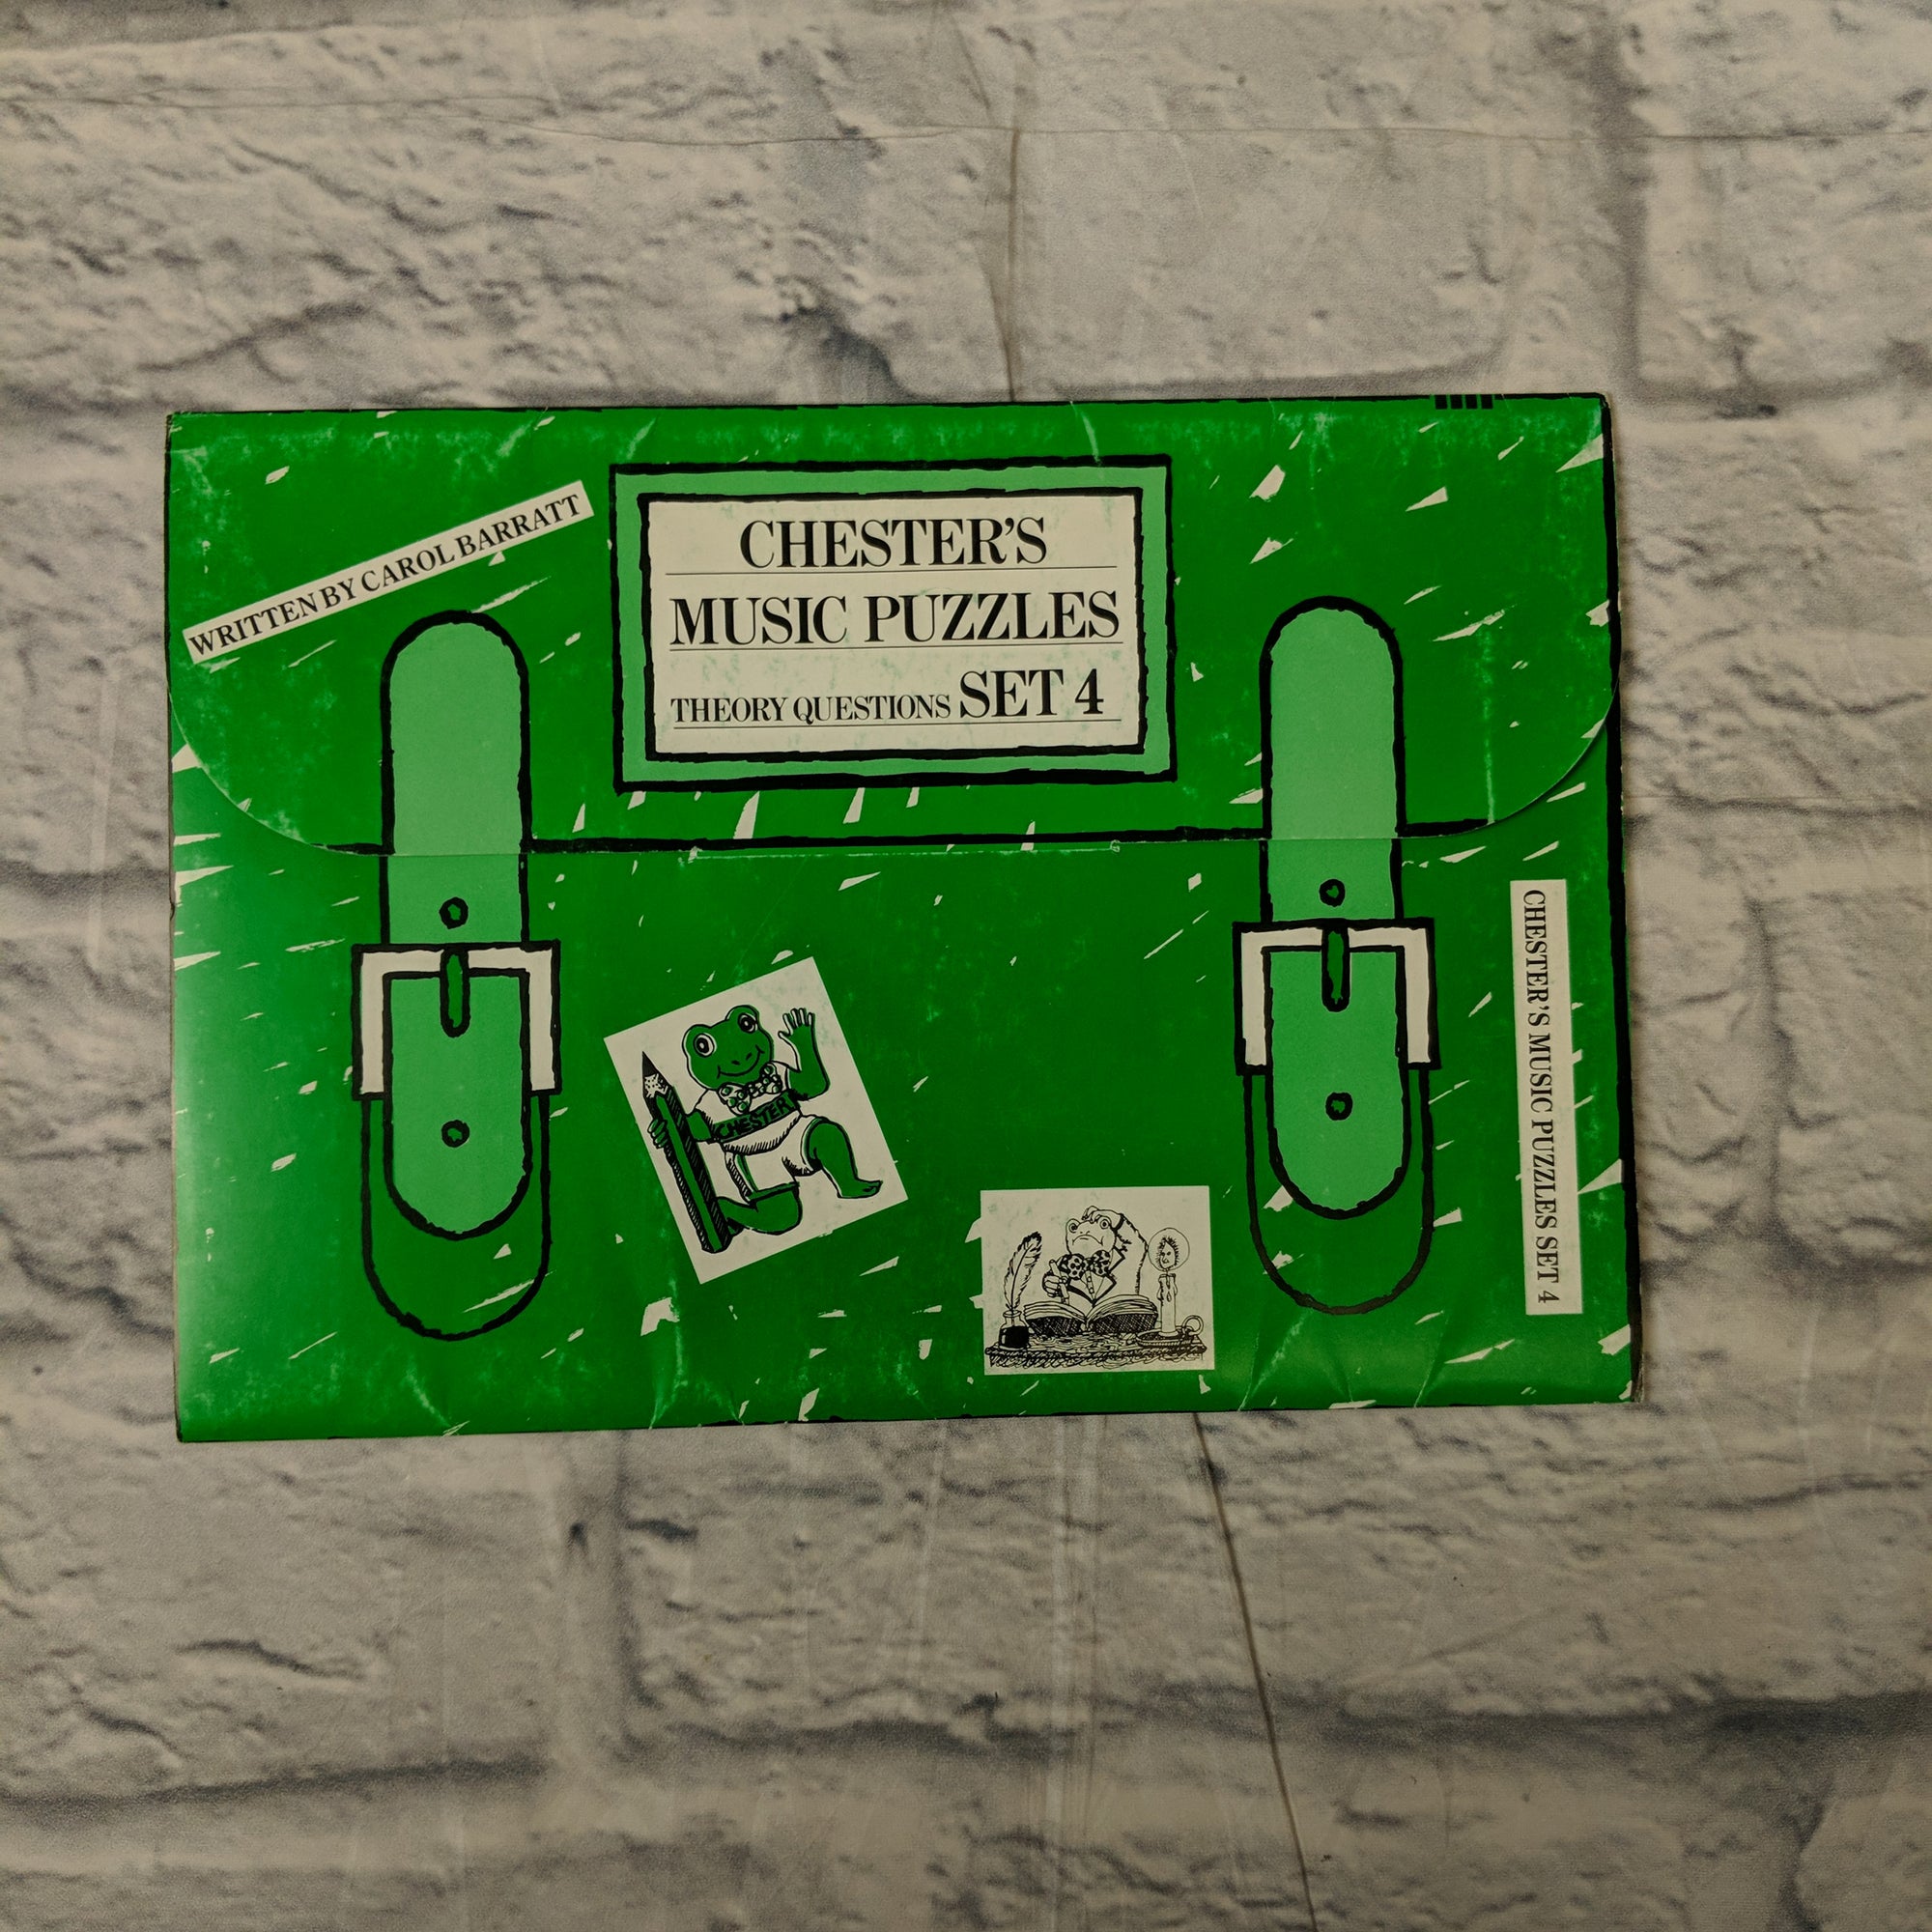 WRITTEN BY CAROL BARRATT
CHESTER'S
MUSIC PUZZLES
THEORY QUESTIONS SET 4
CHESTER
CHESTER'S MUSIC PUZZLES SET 4